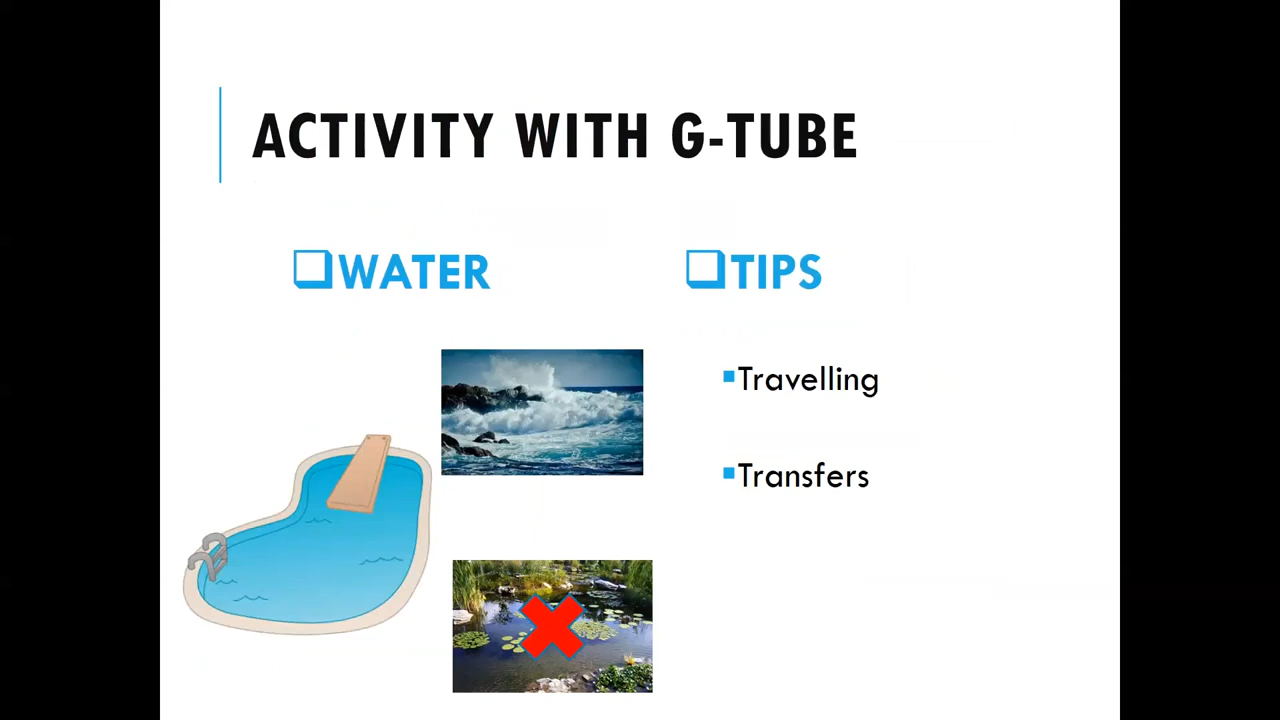 ACTIVITY WITH G-TUBE
WATER
TIPS
Travelling
Transfers